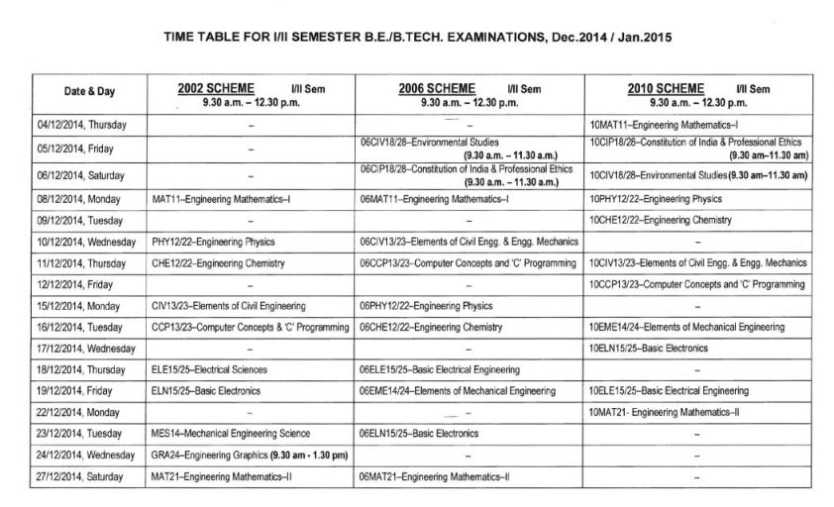 TIME TABLE FOR I/II SEMESTER B.E./B.TECH. EXAMINATIONS, Dec.2014 / Jan.2015
Date & Day 2002 SCHEME I/II Sem 2006 SCHEME I/II Sem 2010 SCHEME I/II Sem
9.30 a.m. – 12.30 p.m. 9.30 a.m. – 12.30 p.m. 9.30 a.m. – 12.30 p.m.
04/12/2014, Thursday – – 10MAT11–Engineering Mathematics–I
05/12/2014, Friday – 06CIV18/28–Environmental Studies 10CIP18/28–Constitution of India & Professional Ethics
(9.30 a.m. – 11.30 a.m.) (9.30 am–11.30 am)
06/12/2014, Saturday – 06CIP18/28–Constitution of India & Professional Ethics 10CIV18/28–Environmental Studies (9.30 am–11.30 am)
(9.30 a.m. – 11.30 a.m.)
08/12/2014, Monday MAT11–Engineering Mathematics–I 06MAT11–Engineering Mathematics–I 10PHY12/22–Engineering Physics
09/12/2014, Tuesday – – 10CHE12/22–Engineering Chemistry
10/12/2014, Wednesday PHY12/22–Engineering Physics 06CIV13/23–Elements of Civil Engg. & Engg. Mechanics –
11/12/2014, Thursday CHE12/22–Engineering Chemistry 06CCP13/23–Computer Concepts and 'C' Programming 10CIV13/23–Elements of Civil Engg. & Engg. Mechanics
12/12/2014, Friday – – 10CCP13/23–Computer Concepts and 'C' Programming
15/12/2014, Monday CIV13/23–Elements of Civil Engineering 06PHY12/22–Engineering Physics –
16/12/2014, Tuesday CCP13/23–Computer Concepts & 'C' Programming 06CHE12/22–Engineering Chemistry 10EME14/24–Elements of Mechanical Engineering
17/12/2014, Wednesday – – 10ELN15/25–Basic Electronics
18/12/2014, Thursday ELE15/25–Electrical Sciences 06ELE15/25–Basic Electrical Engineering –
19/12/2014, Friday ELN15/25–Basic Electronics 06EME14/24–Elements of Mechanical Engineering 10ELE15/25–Basic Electrical Engineering
22/12/2014, Monday – – 10MAT21- Engineering Mathematics–II
23/12/2014, Tuesday MES14–Mechanical Engineering Science 06ELN15/25–Basic Electronics –
24/12/2014, Wednesday GRA24–Engineering Graphics (9.30 am - 1.30 pm) – –
27/12/2014, Saturday MAT21–Engineering Mathematics–II 06MAT21–Engineering Mathematics–II –